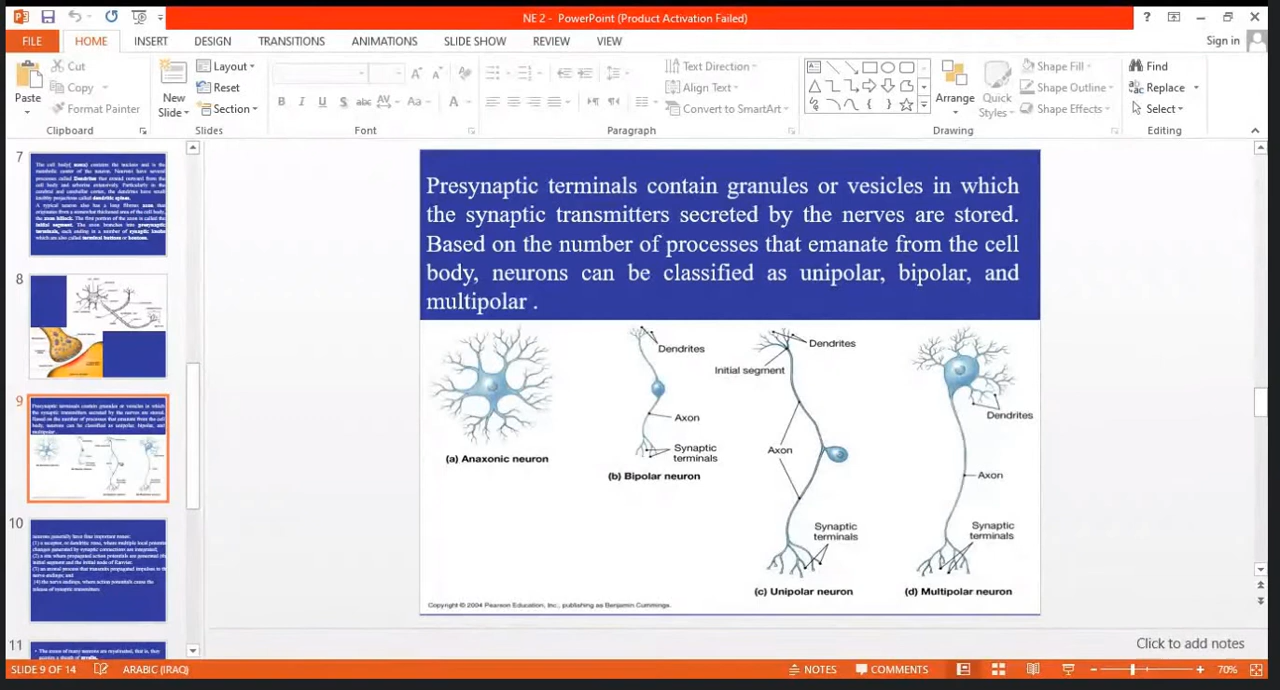 NE 2 - PowerPoint (Product Activation Failed)
FILE HOME INSERT DESIGN TRANSITIONS ANIMATIONS SLIDE SHOW REVIEW VIEW Sign in
Cut
Copy
Format Painter
Paste
Clipboard
New
Slide
Layout
Reset
Section
Slides
Font
Text Direction
Align Text
Convert to SmartArt
Paragraph
Arrange
Quick
Styles
Shape Fill
Shape Outline
Shape Effects
Drawing
Find
Replace
Select
Editing
7
8
9
10
11
Presynaptic terminals contain granules or vesicles in which
the synaptic transmitters secreted by the nerves are stored.
Based on the number of processes that emanate from the cell
body, neurons can be classified as unipolar, bipolar, and
multipolar .
(a) Anaxonic neuron
Dendrites
Axon
Synaptic
terminals
(b) Bipolar neuron
Dendrites
Initial segment
Axon
Synaptic
terminals
(c) Unipolar neuron
Dendrites
Axon
Synaptic
terminals
(d) Multipolar neuron
Copyright © 2004 Pearson Education, Inc., publishing as Benjamin Cummings.
Click to add notes
SLIDE 9 OF 14 ARABIC (IRAQ) NOTES COMMENTS 70%